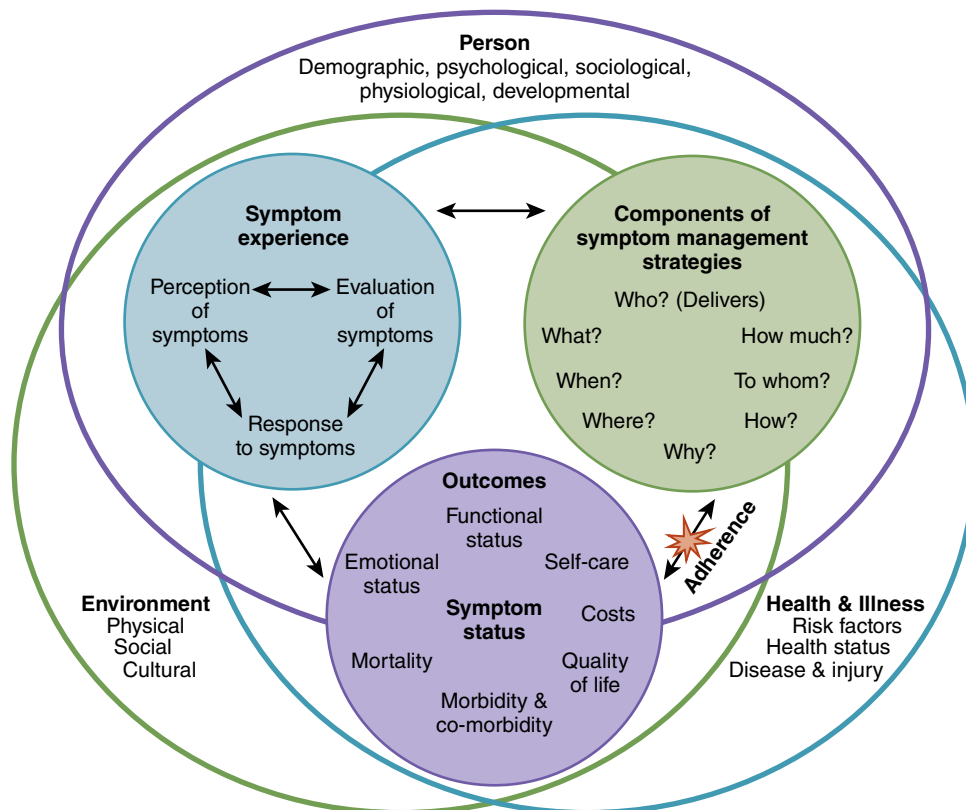 Person
Demographic, psychological, sociological,
physiological, developmental
Symptom
experience
Perception
of
symptoms
Evaluation
of
symptoms
Response
to symptoms
Components of
symptom management
strategies
Who? (Delivers)
What?
How much?
When?
To whom?
Where?
How?
Why?
Outcomes
Functional
status
Emotional
status
Self-care
Symptom
status
Costs
Mortality
Quality
of life
Morbidity &
co-morbidity
Adherence
Environment
Physical
Social
Cultural
Health & Illness
Risk factors
Health status
Disease & injury